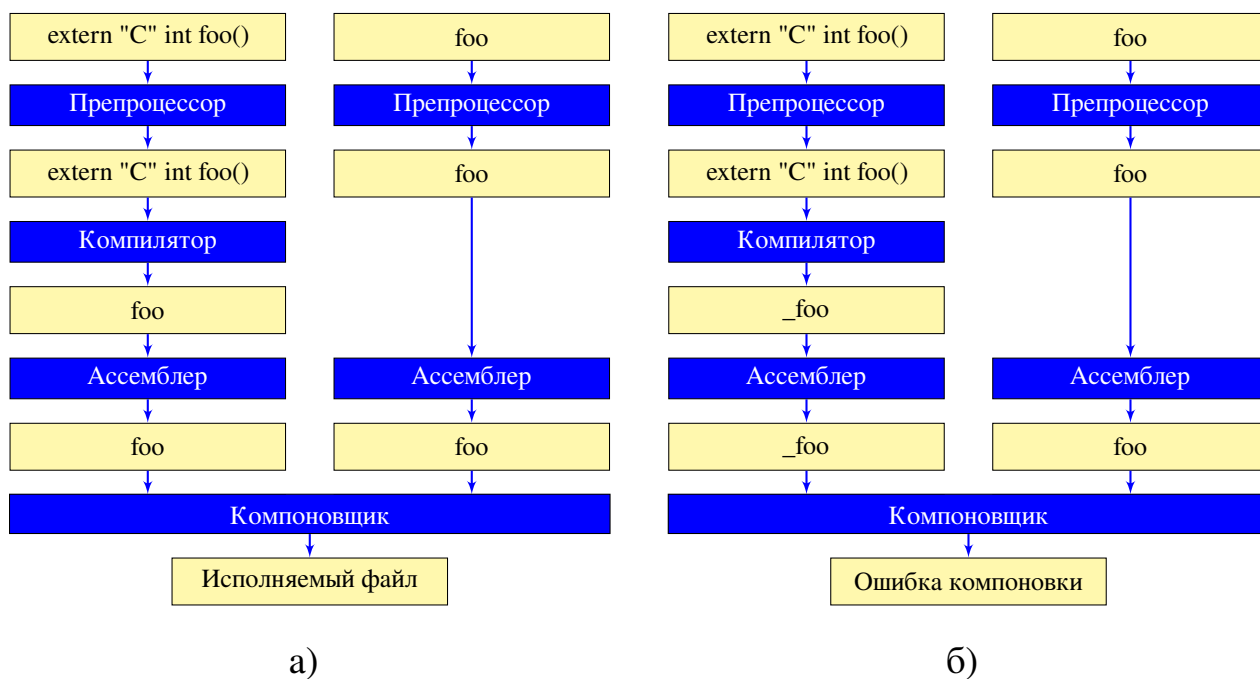 extern "C" int foo()
foo
Препроцессор
Препроцессор
extern "C" int foo()
foo
Компилятор
foo
Ассемблер
Ассемблер
foo
foo
Компоновщик
Исполняемый файл
а)
extern "C" int foo()
foo
Препроцессор
Препроцессор
extern "C" int foo()
foo
Компилятор
_foo
Ассемблер
Ассемблер
_foo
foo
Компоновщик
Ошибка компоновки
б)